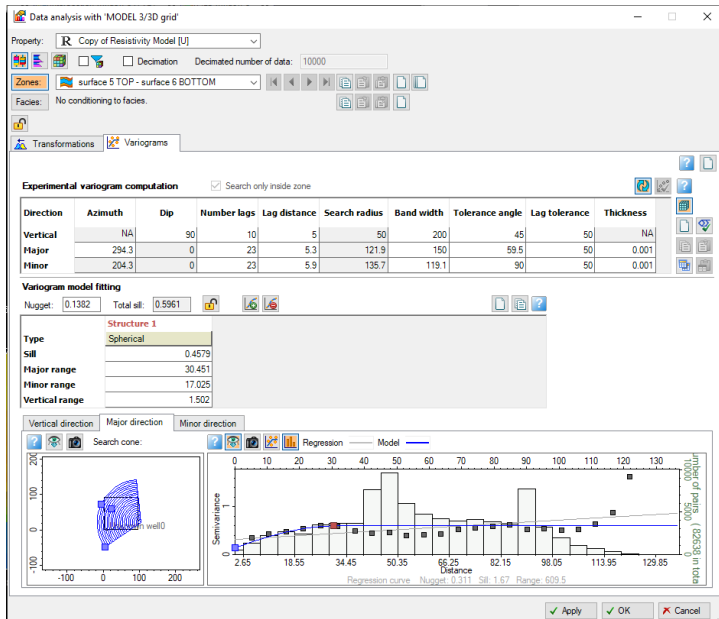 Data analysis with 'MODEL 3/3D grid'
Property: R Copy of Resistivity Model [U]
Decimation Decimated number of data: 10000
Zones: surface 5 TOP - surface 6 BOTTOM
Facies: No conditioning to facies.
Transformations Variograms
Experimental variogram computation Search only inside zone
Direction Azimuth Dip Number lags Lag distance Search radius Band width Tolerance angle Lag tolerance Thickness
Vertical NA 90 10 5 50 200 45 50 NA
Major 294.3 0 23 5.3 121.9 150 59.5 50 0.001
Minor 204.3 0 23 5.9 135.7 119.1 90 50 0.001
Variogram model fitting
Nugget: 0.1382 Total sill: 0.5961
Structure 1
Type Spherical
Sill 0.4579
Major range 30.451
Minor range 17.025
Vertical range 1.502
Vertical direction Major direction Minor direction
Search cone: Regression Model
0 10 20 30 40 50 60 70 80 90 100 110 120 130
200
100
0
-100
-100 0 100 200
well0
Semivariance
0 1
2.65 18.55 34.45 50.35 66.25 82.15 98.05 113.95 129.85
Distance
Regression curve Nugget: 0.311 Sill: 1.67 Range: 609.5
0 5000 10000
umber of pairs ( 82638 in tota
Apply OK Cancel